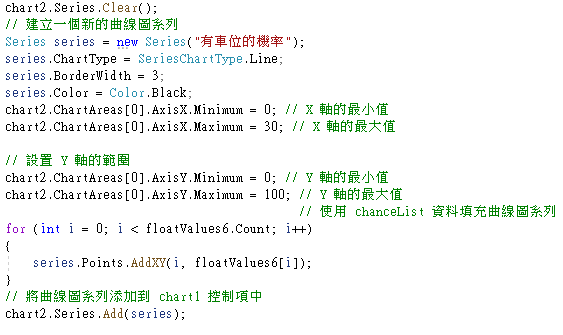 chart2.Series.Clear();
// 建立一個新的曲線圖系列
Series series = new Series("有車位的機率");
series.ChartType = SeriesChartType.Line;
series.BorderWidth = 3;
series.Color = Color.Black;
chart2.ChartAreas[0].AxisX.Minimum = 0; // X 軸的最小值
chart2.ChartAreas[0].AxisX.Maximum = 30; // X 軸的最大值
// 設置 Y 軸的範圍
chart2.ChartAreas[0].AxisY.Minimum = 0; // Y 軸的最小值
chart2.ChartAreas[0].AxisY.Maximum = 100; // Y 軸的最大值
// 使用 chanceList 資料填充曲線圖系列
for (int i = 0; i < floatValues6.Count; i++)
{
series.Points.AddXY(i, floatValues6[i]);
}
// 將曲線圖系列添加到 chart1 控制項中
chart2.Series.Add(series);